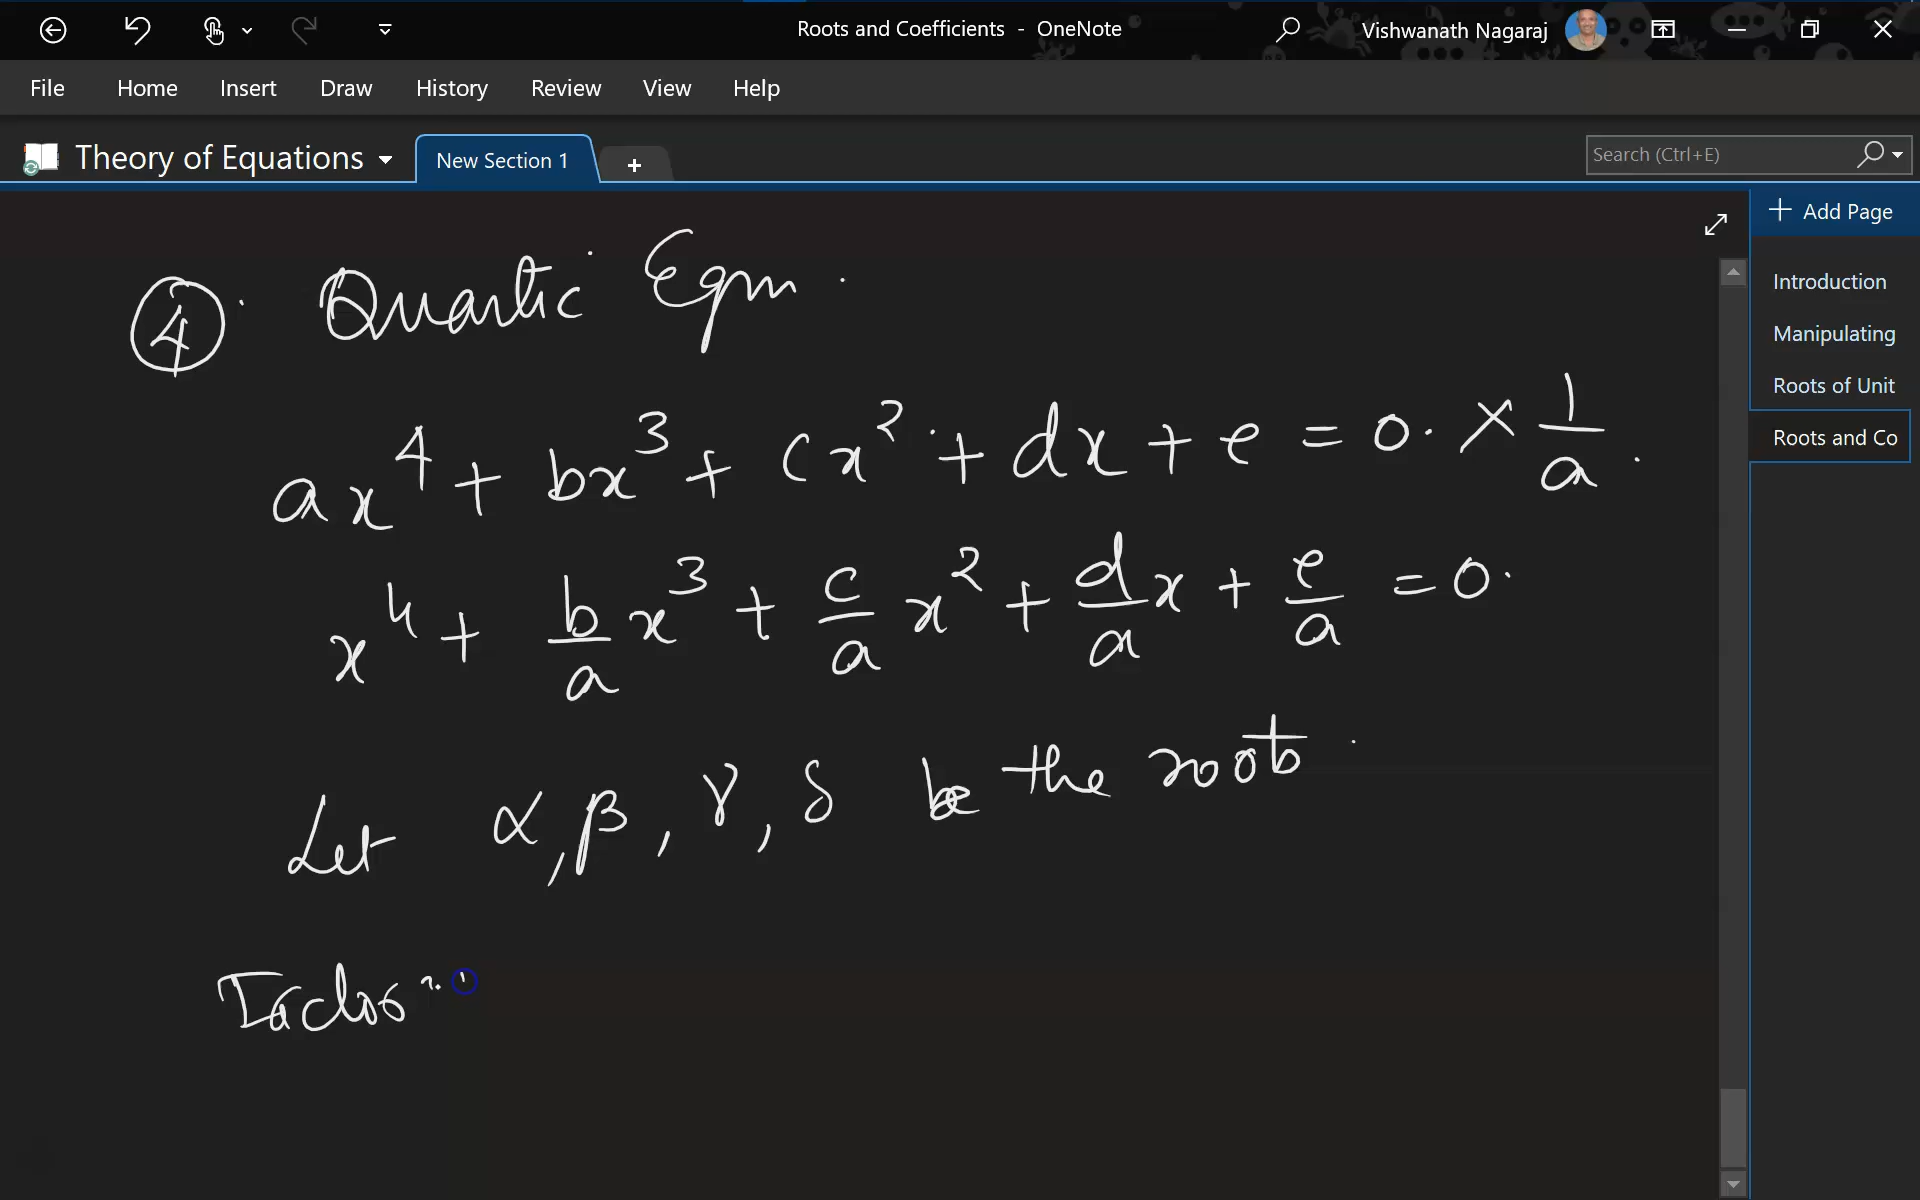 Roots and Coefficients - OneNote
Vishwanath Nagaraj
File Home Insert Draw History Review View Help
Theory of Equations
New Section 1
+
Search (Ctrl+E)
+ Add Page
Introduction
Manipulating
Roots of Unit
Roots and Co
④. Quartic Eqn.
ax⁴ + bx³ + cx² + dx + e = 0. × 1/a.
x⁴ + b/a x³ + c/a x² + d/a x + e/a = 0.
Let α, β, γ, δ be the roots.